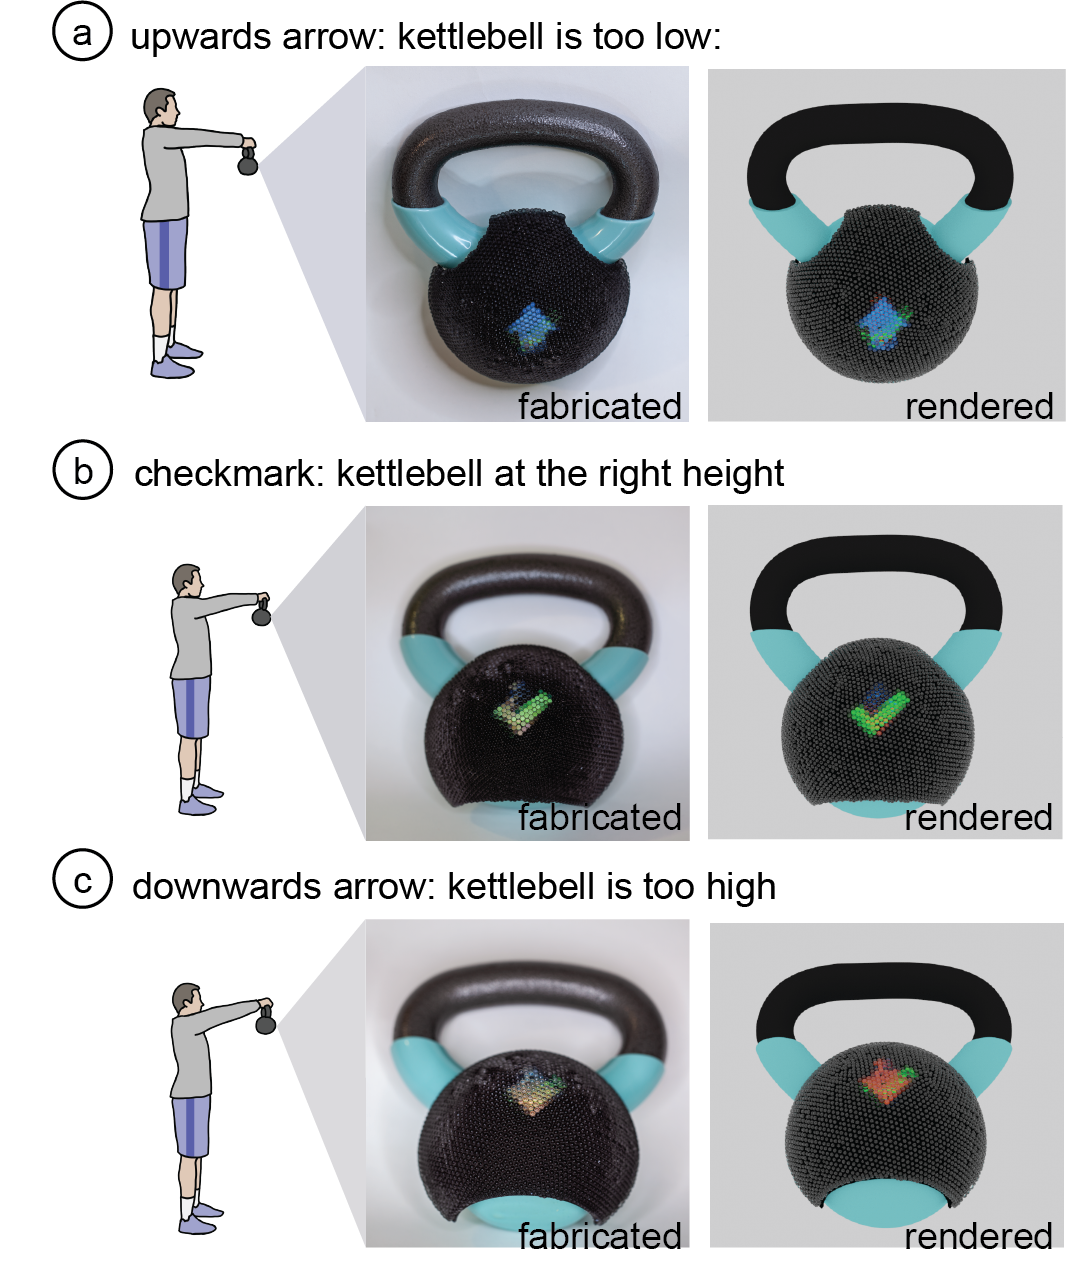 a upwards arrow: kettlebell is too low:
fabricated
rendered
b checkmark: kettlebell at the right height
fabricated
rendered
c downwards arrow: kettlebell is too high
fabricated
rendered